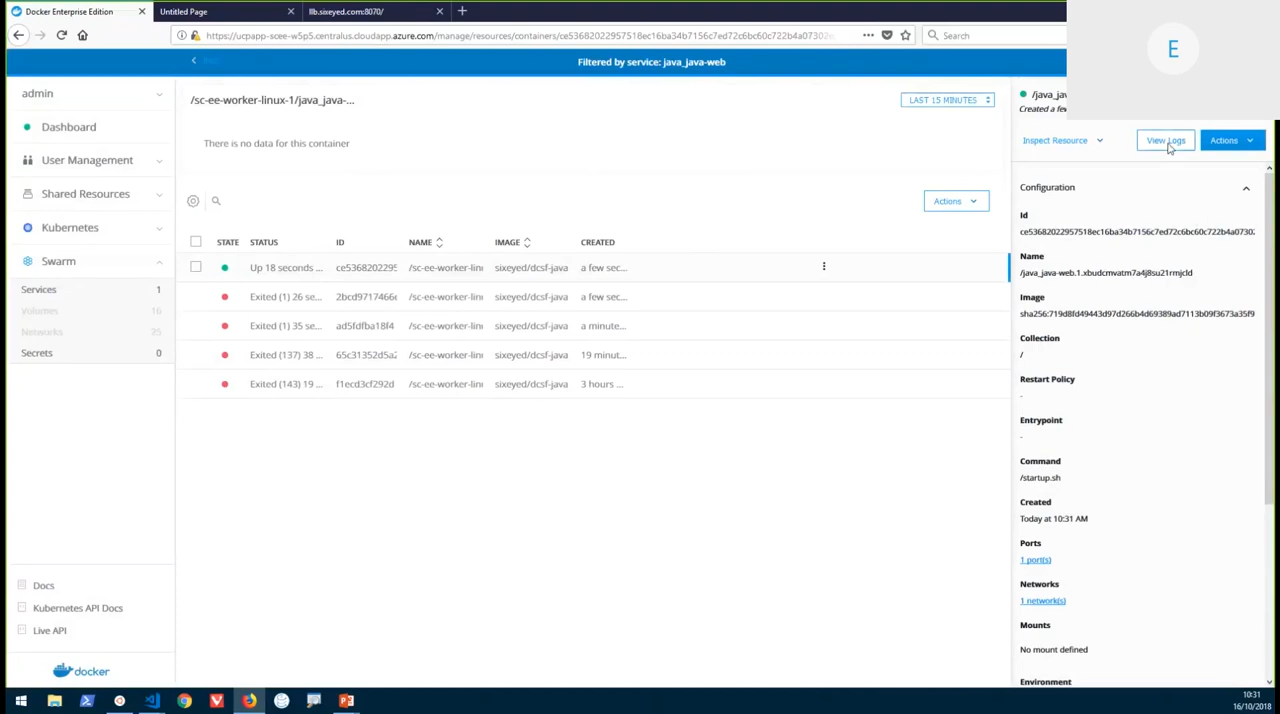 Docker Enterprise Edition
Untitled Page
llb.sixeyed.com:8070/
https://ucpapp-scee-w5p5.centralus.cloudapp.azure.com/manage/resources/containers/ce53682022957518ec16ba34b7156c7ed72c6bc60c722b4a07302e
Search
Filtered by service: java_java-web
E
admin
Dashboard
User Management
Shared Resources
Kubernetes
Swarm
Services 1
Volumes 16
Networks 25
Secrets 0
Docs
Kubernetes API Docs
Live API
docker
/sc-ee-worker-linux-1/java_java-...
LAST 15 MINUTES
There is no data for this container
Actions
STATE STATUS ID NAME IMAGE CREATED
Up 18 seconds ... ce5368202295 /sc-ee-worker-linu sixeyed/dcsf-java a few sec...
Exited (1) 26 se... 2bcd9717466e /sc-ee-worker-linu sixeyed/dcsf-java a few sec...
Exited (1) 35 se... ad5fdfba18f4 /sc-ee-worker-linu sixeyed/dcsf-java a minute...
Exited (137) 38 ... 65c31352d5a2 /sc-ee-worker-linu sixeyed/dcsf-java 19 minut...
Exited (143) 19 ... f1ecd3cf292d /sc-ee-worker-linu sixeyed/dcsf-java 3 hours ...
/java_jav
Created a few
Inspect Resource
View Logs
Actions
Configuration
Id
ce53682022957518ec16ba34b7156c7ed72c6bc60c722b4a0730
Name
/java_java-web.1.xbudcmvatm7a4j8su21rmjcld
Image
sha256:719d8fd49443d97d266b4d69389ad7113b09f3673a35f9
Collection
/
Restart Policy
-
Entrypoint
-
Command
/startup.sh
Created
Today at 10:31 AM
Ports
1 port(s)
Networks
1 network(s)
Mounts
No mount defined
Environment
10:31
16/10/2018